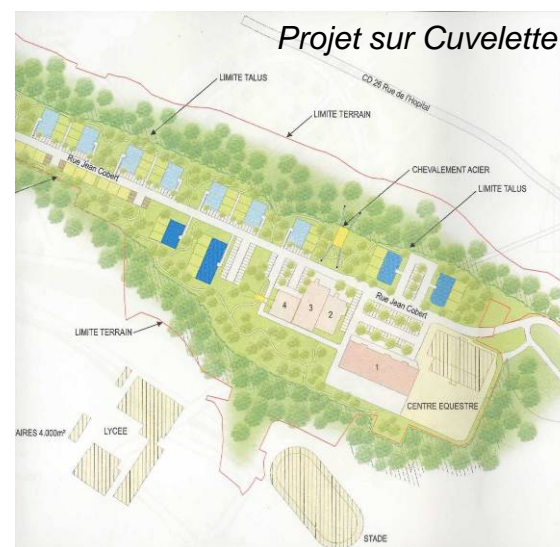 Projet sur Cuvelette
CD 26 Rue de l'Hopital
LIMITE TALUS
LIMITE TERRAIN
Rue Jean Cobert
CHEVALEMENT ACIER
LIMITE TALUS
Rue Jean Cobert
4
3
2
LIMITE TERRAIN
1
CENTRE EQUESTRE
AIRES 4.000m²
LYCEE
STADE